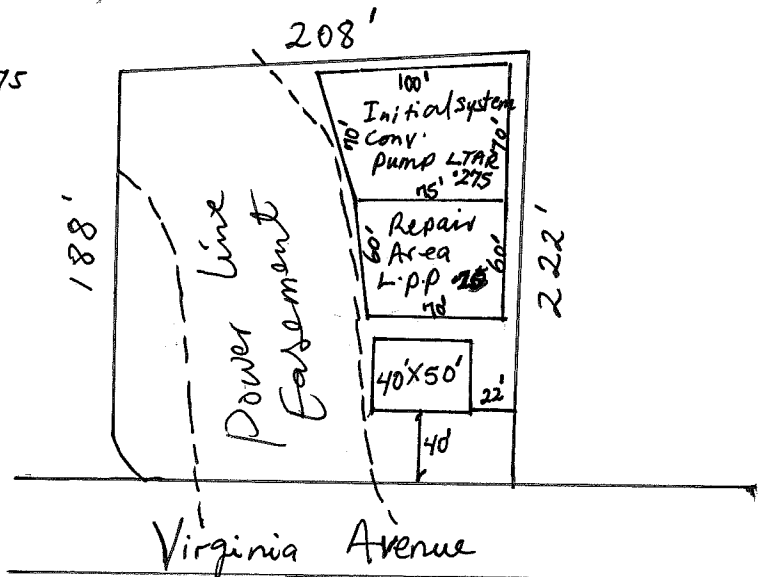 208'
75
100'
Initial system
Conv.
Pump LTAR
.275
70'
70'
75'
188'
Power Line
Easement
Repair
Area
L.P.P
60'
60'
70'
222'
40'X50'
22'
40'
Virginia Avenue